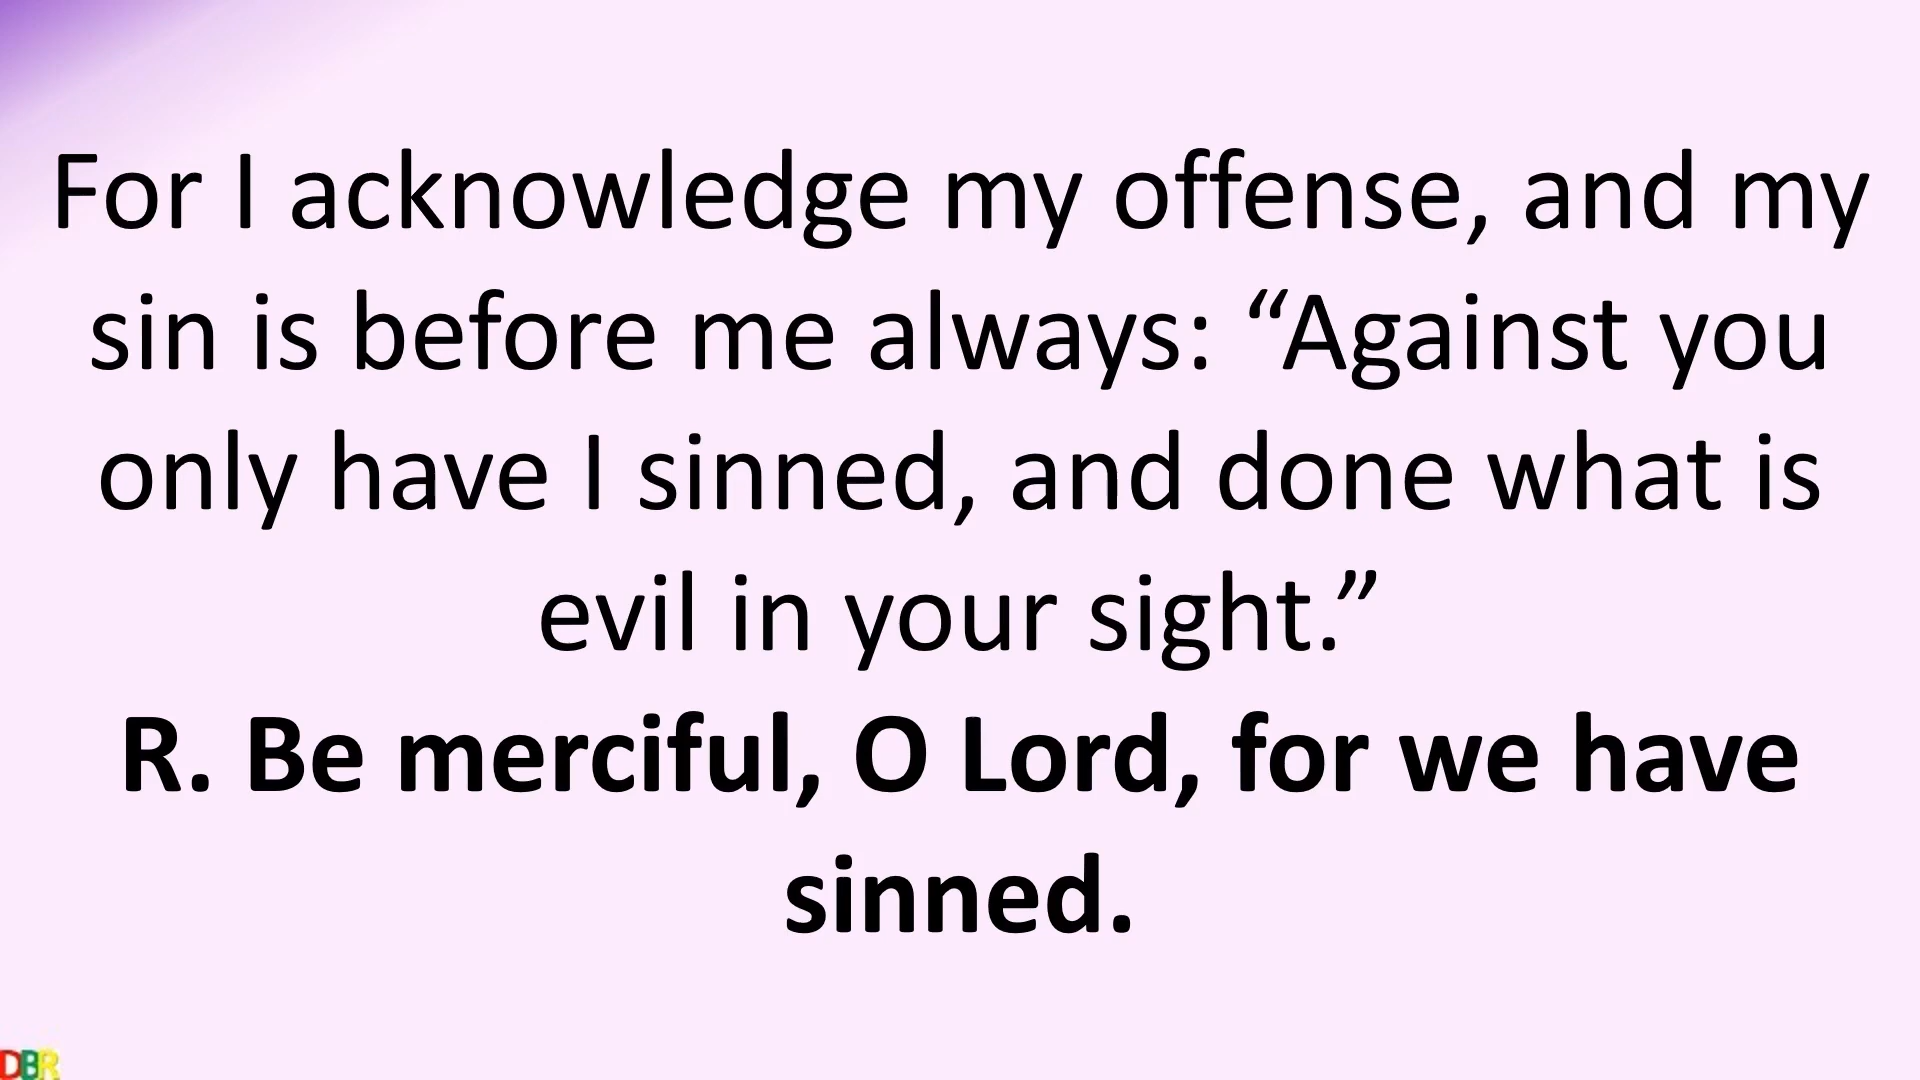 For I acknowledge my offense, and my
sin is before me always: “Against you
only have I sinned, and done what is
evil in your sight.”
R. Be merciful, O Lord, for we have
sinned.
DBR